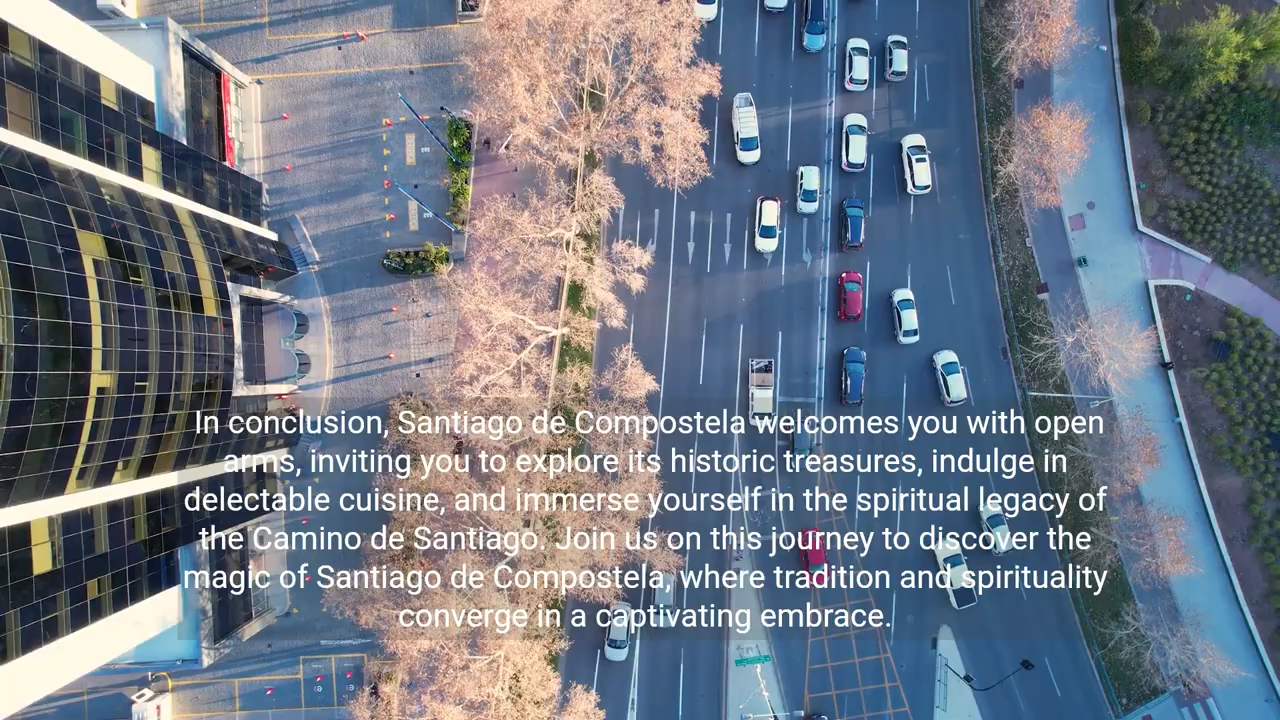 In conclusion, Santiago de Compostela welcomes you with open
arms, inviting you to explore its historic treasures, indulge in
delectable cuisine, and immerse yourself in the spiritual legacy of
the Camino de Santiago. Join us on this journey to discover the
magic of Santiago de Compostela, where tradition and spirituality
converge in a captivating embrace.